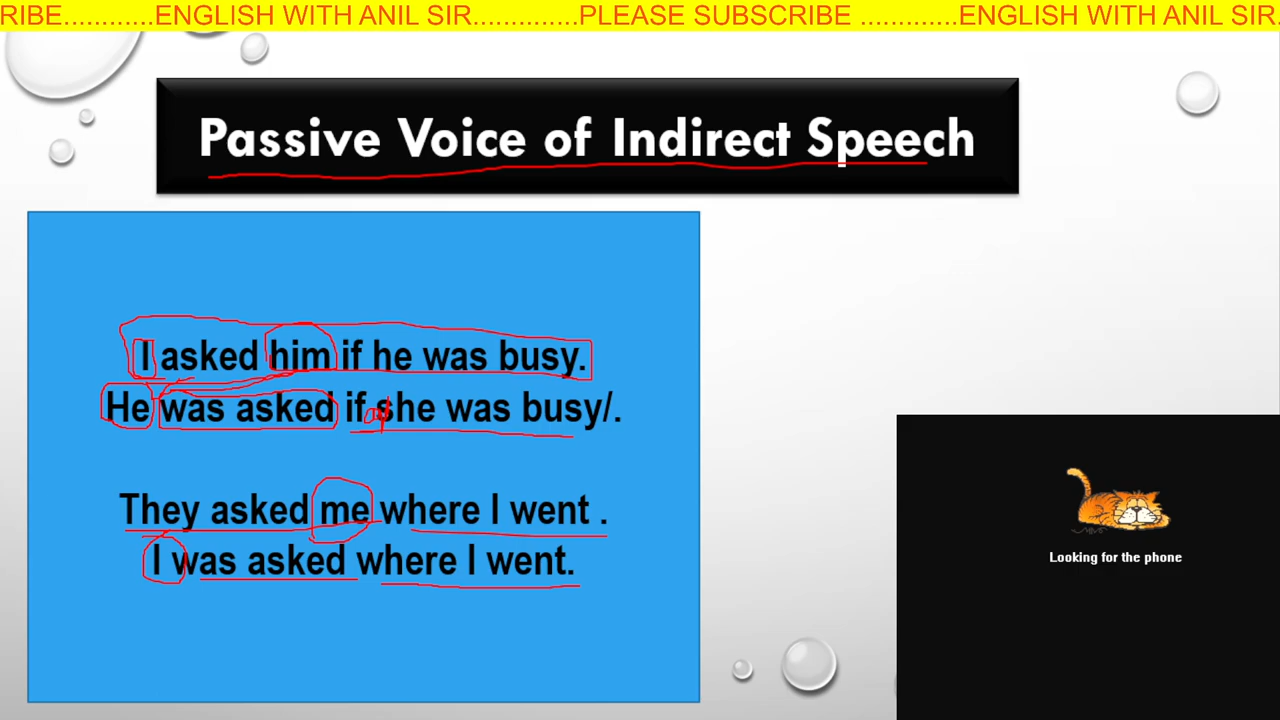 RIBE............ENGLISH WITH ANIL SIR..............PLEASE SUBSCRIBE .............ENGLISH WITH ANIL SIR.
Passive Voice of Indirect Speech
I asked him if he was busy.
He was asked if she was busy/.
They asked me where I went .
I was asked where I went.
Looking for the phone